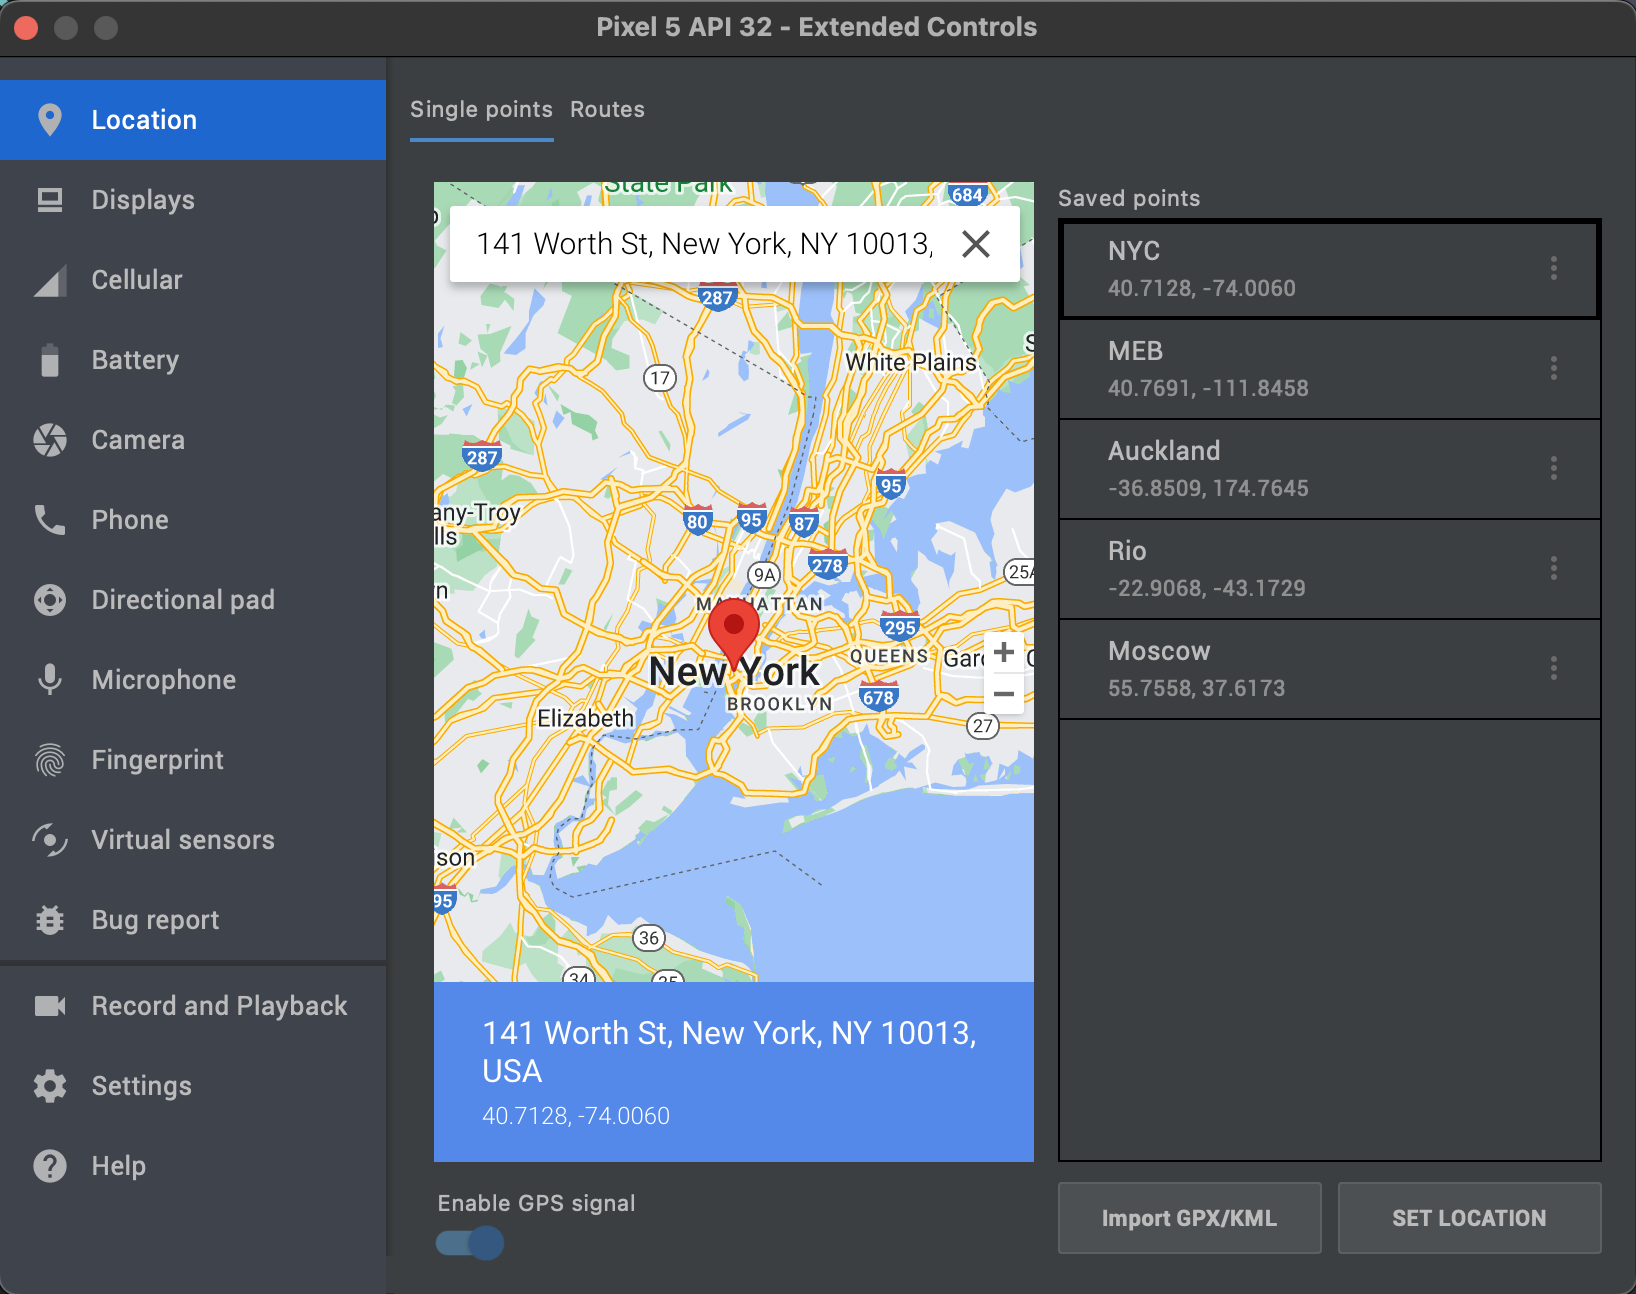 Pixel 5 API 32 - Extended Controls
Location
Displays
Cellular
Battery
Camera
Phone
Directional pad
Microphone
Fingerprint
Virtual sensors
Bug report
Record and Playback
Settings
Help
Single points
Routes
State Park
684
141 Worth St, New York, NY 10013,
287
White Plains
17
287
95
any-Troy
lls
80
95
87
278
9A
25A
MANHATTAN
295
QUEENS
New York
BROOKLYN
678
Elizabeth
27
son
95
36
34
35
141 Worth St, New York, NY 10013,
USA
40.7128, -74.0060
Enable GPS signal
Saved points
NYC
40.7128, -74.0060
MEB
40.7691, -111.8458
Auckland
-36.8509, 174.7645
Rio
-22.9068, -43.1729
Moscow
55.7558, 37.6173
Import GPX/KML
SET LOCATION